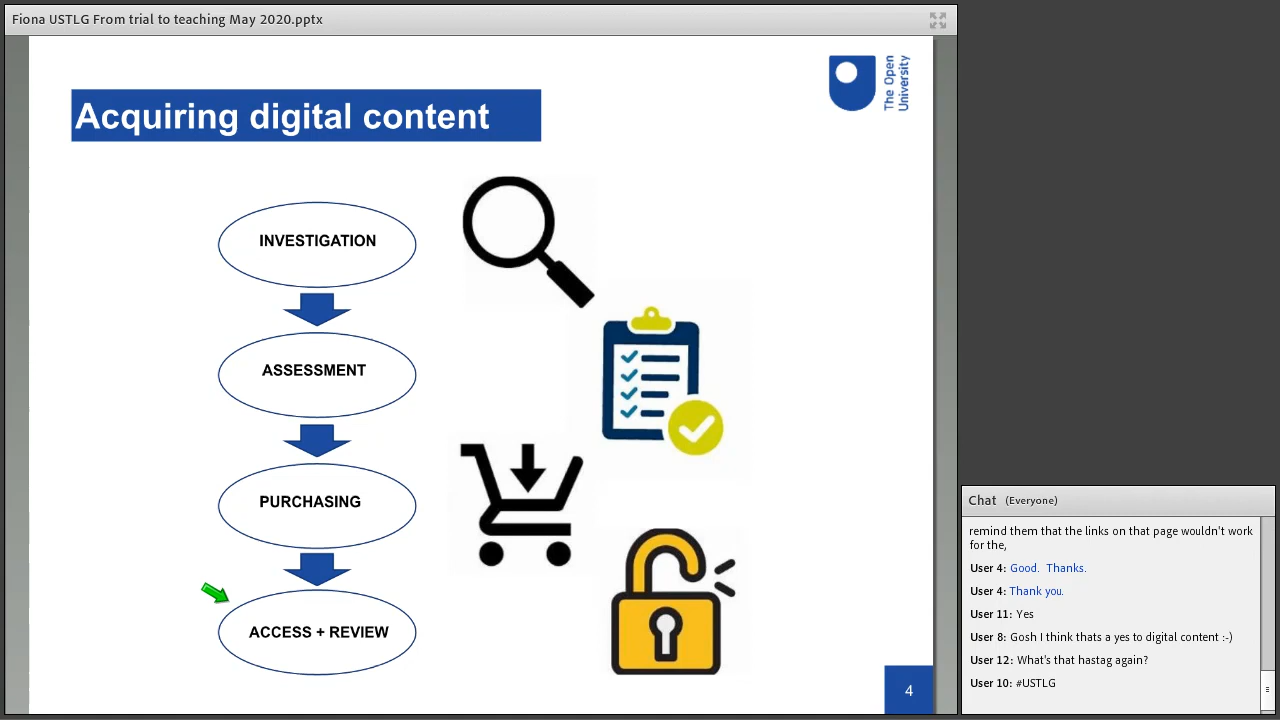 Fiona USTLG From trial to teaching May 2020.pptx
The Open
University
Acquiring digital content
INVESTIGATION
ASSESSMENT
PURCHASING
ACCESS + REVIEW
4
Chat (Everyone)
remind them that the links on that page wouldn't work
for the,
User 4: Good. Thanks.
User 4: Thank you.
User 11: Yes
User 8: Gosh I think thats a yes to digital content :-)
User 12: What's that hastag again?
User 10: #USTLG